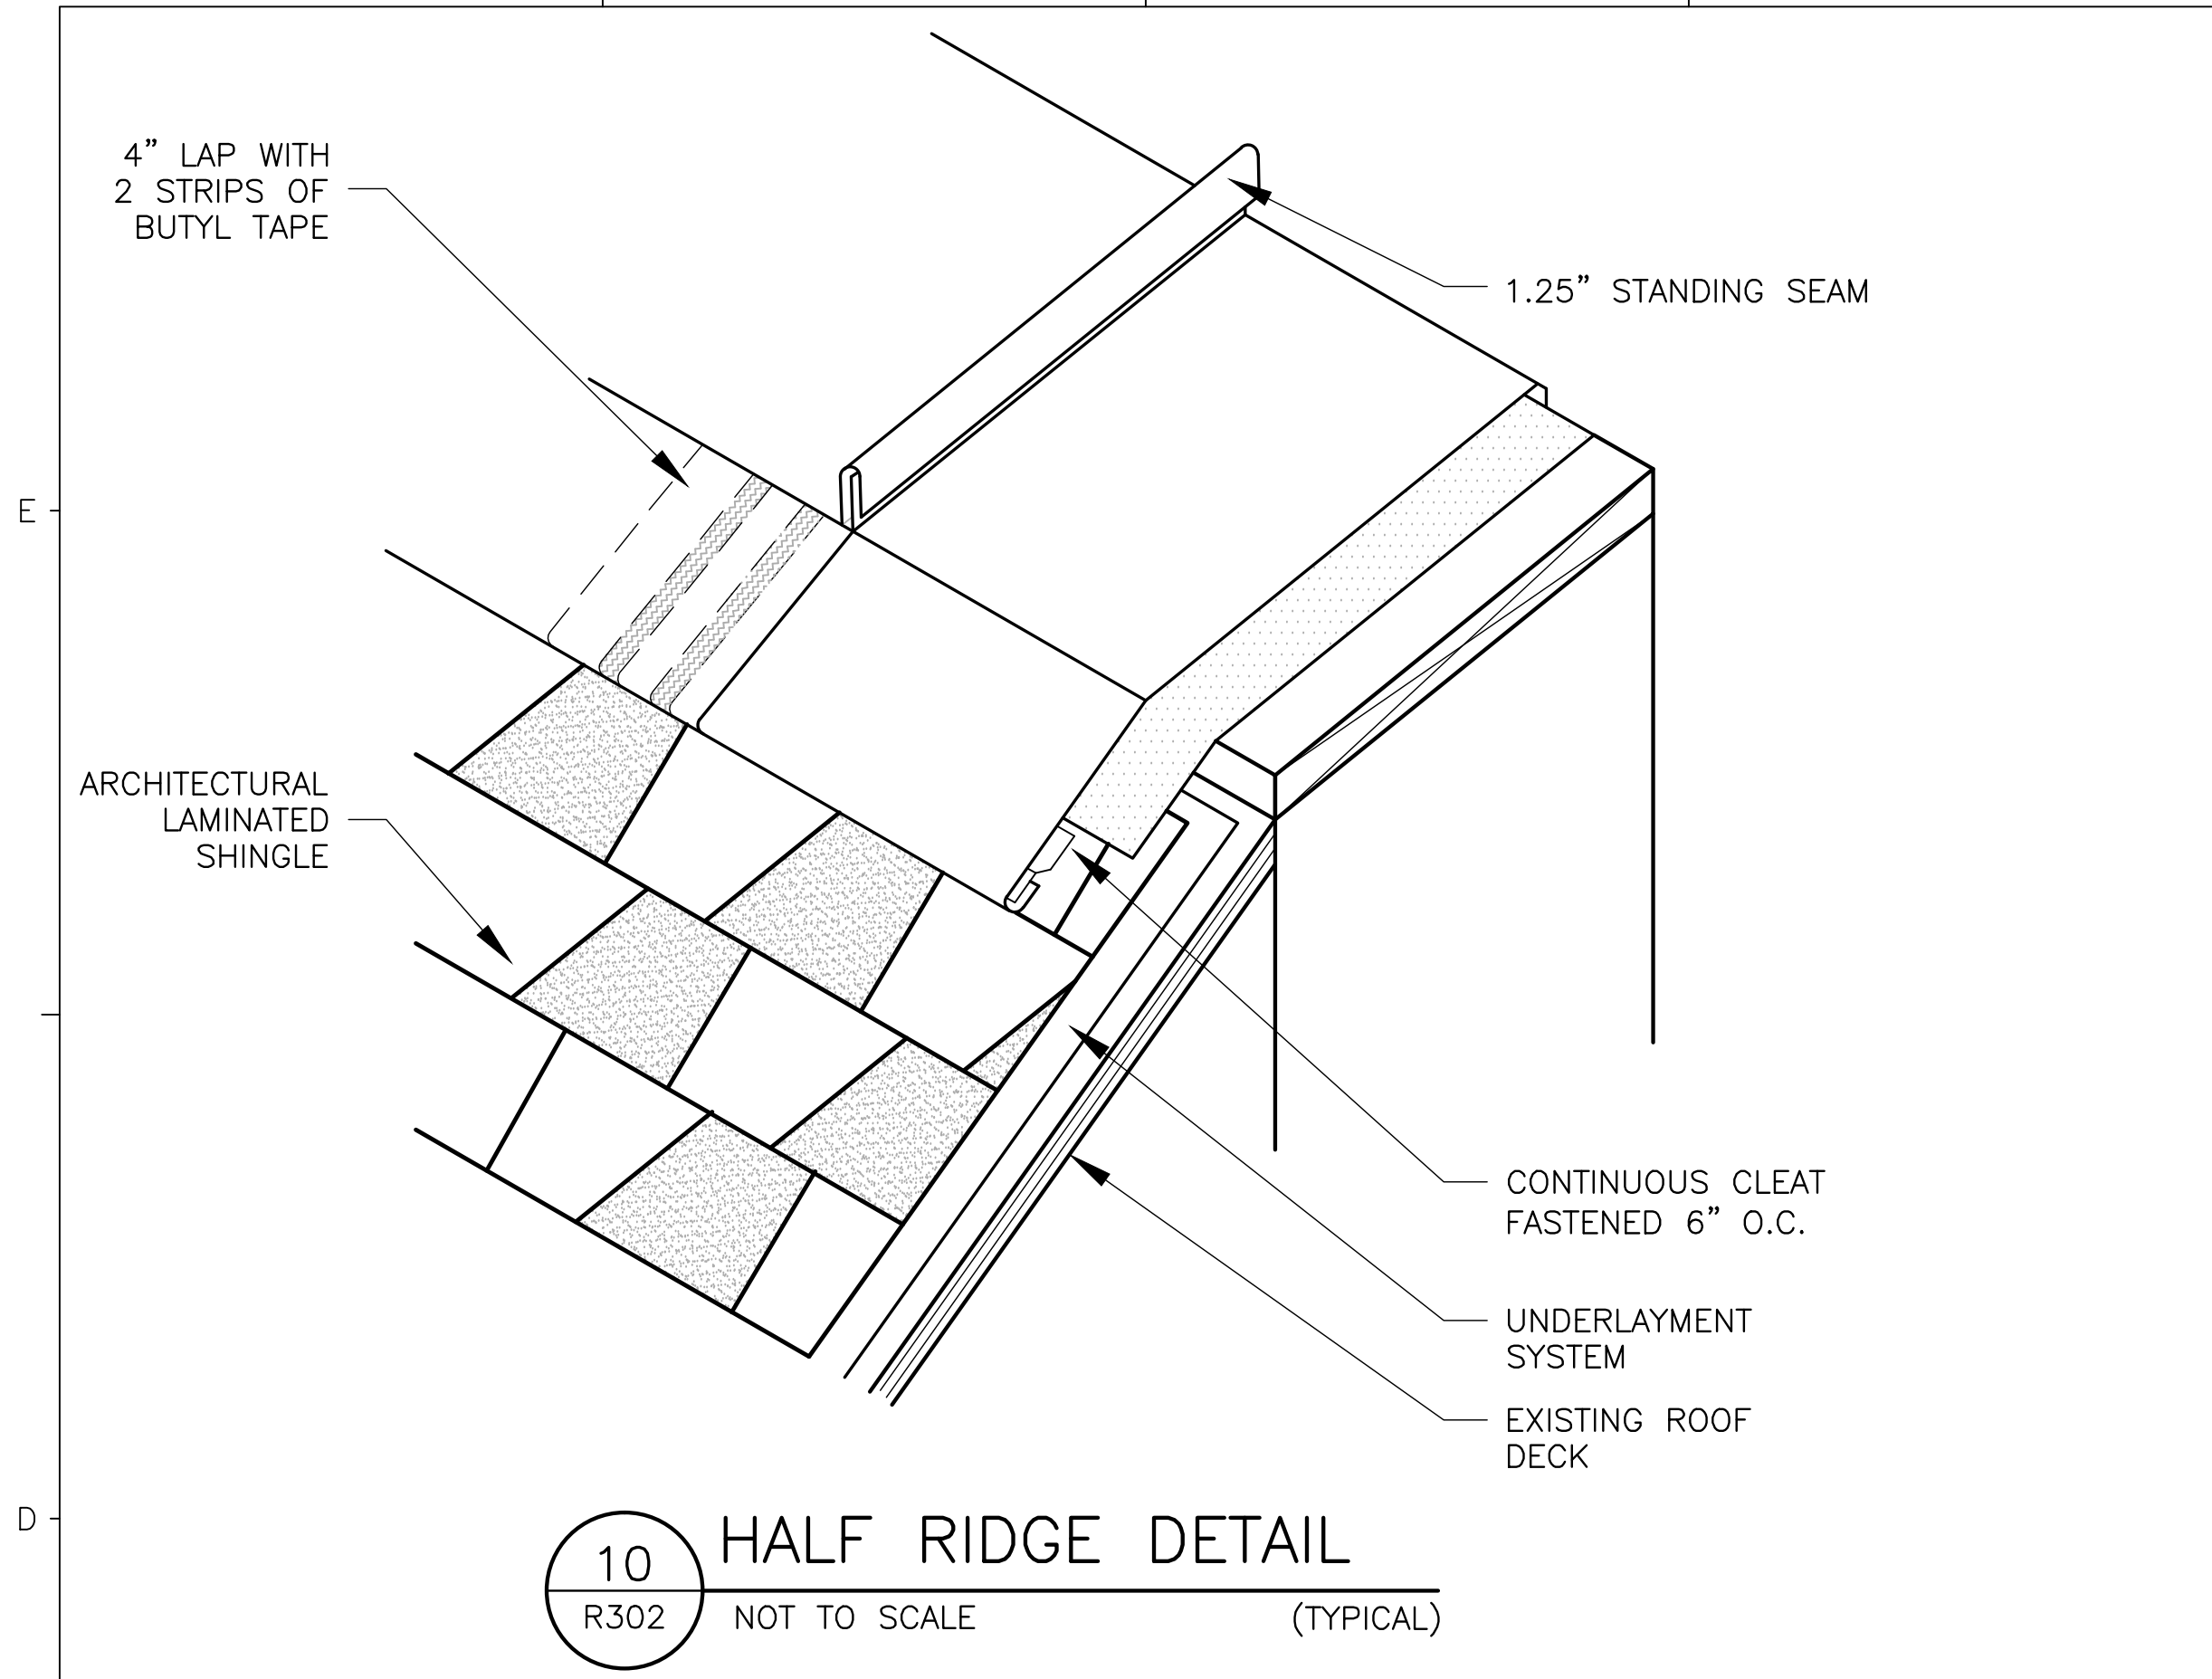 4” LAP WITH
2 STRIPS OF
BUTYL TAPE
1.25” STANDING SEAM
E
ARCHITECTURAL
LAMINATED
SHINGLE
CONTINUOUS CLEAT
FASTENED 6” O.C.
UNDERLAYMENT
SYSTEM
EXISTING ROOF
DECK
D
10
R302
HALF RIDGE DETAIL
NOT TO SCALE
(TYPICAL)